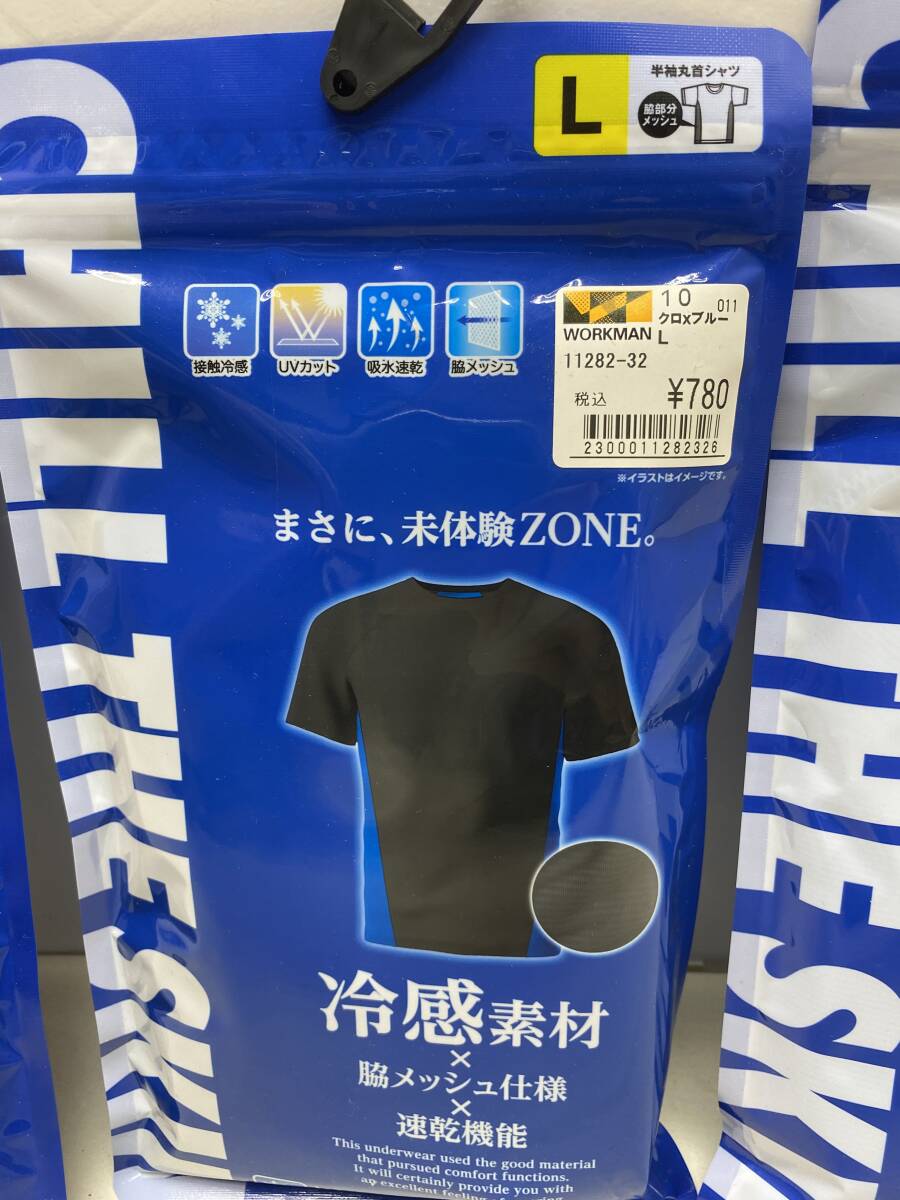 CHILL THE SKIN
L
半袖丸首シャツ
脇部分
メッシュ
接触冷感
UVカット
吸水速乾
脇メッシュ
WORKMAN
10
011
クロxブルー
L
11282-32
税込
¥780
2300011282326
※イラストはイメージです。
まさに、未体験ZONE。
冷感素材
×
脇メッシュ仕様
×
速乾機能
This underwear used the good material
that pursued comfort functions.
It will certainly provide you with
an excellent feeling
CHILL THE SK